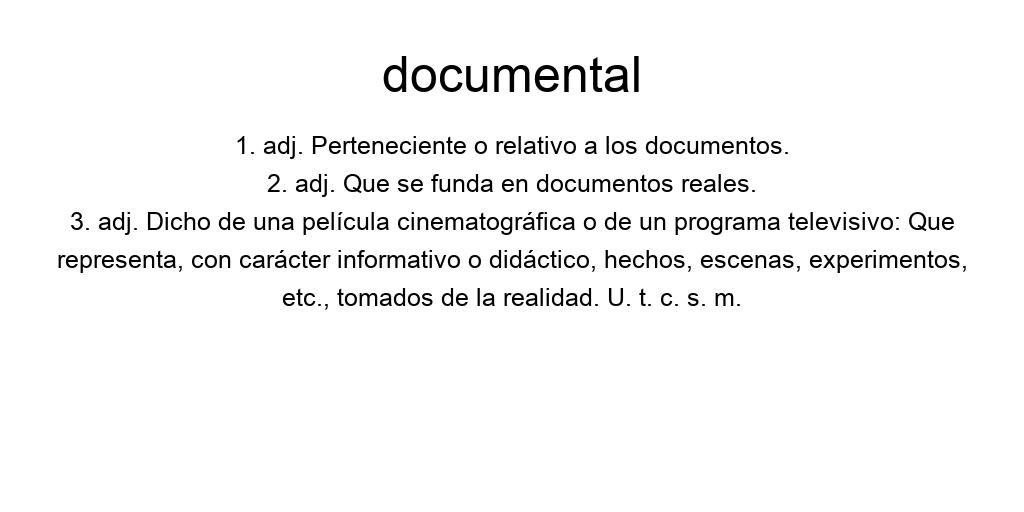 documental
1. adj. Perteneciente o relativo a los documentos.
2. adj. Que se funda en documentos reales.
3. adj. Dicho de una película cinematográfica o de un programa televisivo: Que
representa, con carácter informativo o didáctico, hechos, escenas, experimentos,
etc., tomados de la realidad. U. t. c. s. m.